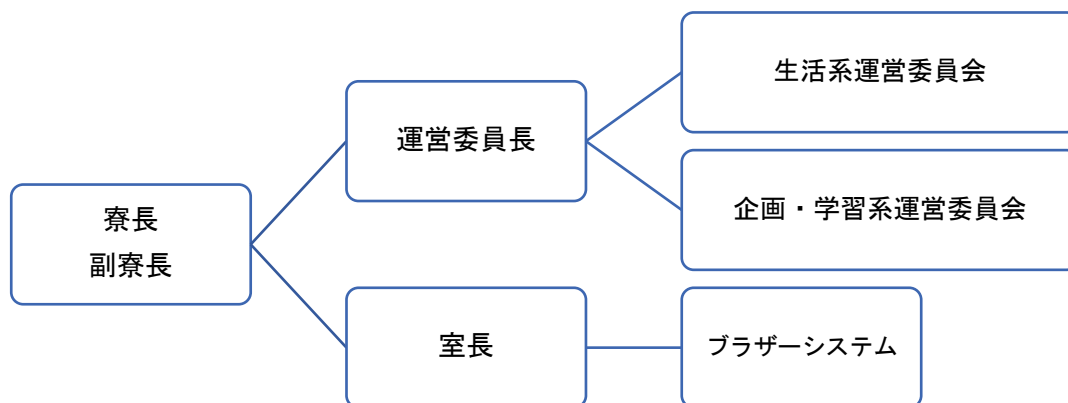 寮長
副寮長
運営委員長
生活系運営委員会
企画・学習系運営委員会
室長
ブラザーシステム